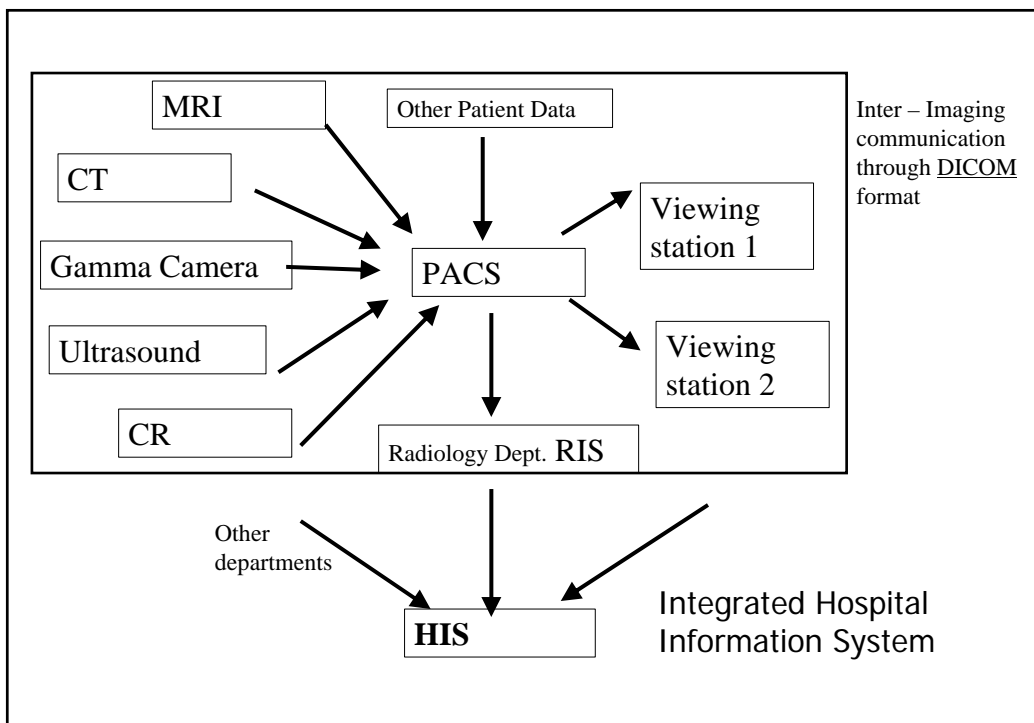 MRI
Other Patient Data
Inter – Imaging
communication
through DICOM
format
CT
Viewing
station 1
Gamma Camera
PACS
Ultrasound
Viewing
station 2
CR
Radiology Dept. RIS
Other
departments
HIS
Integrated Hospital
Information System